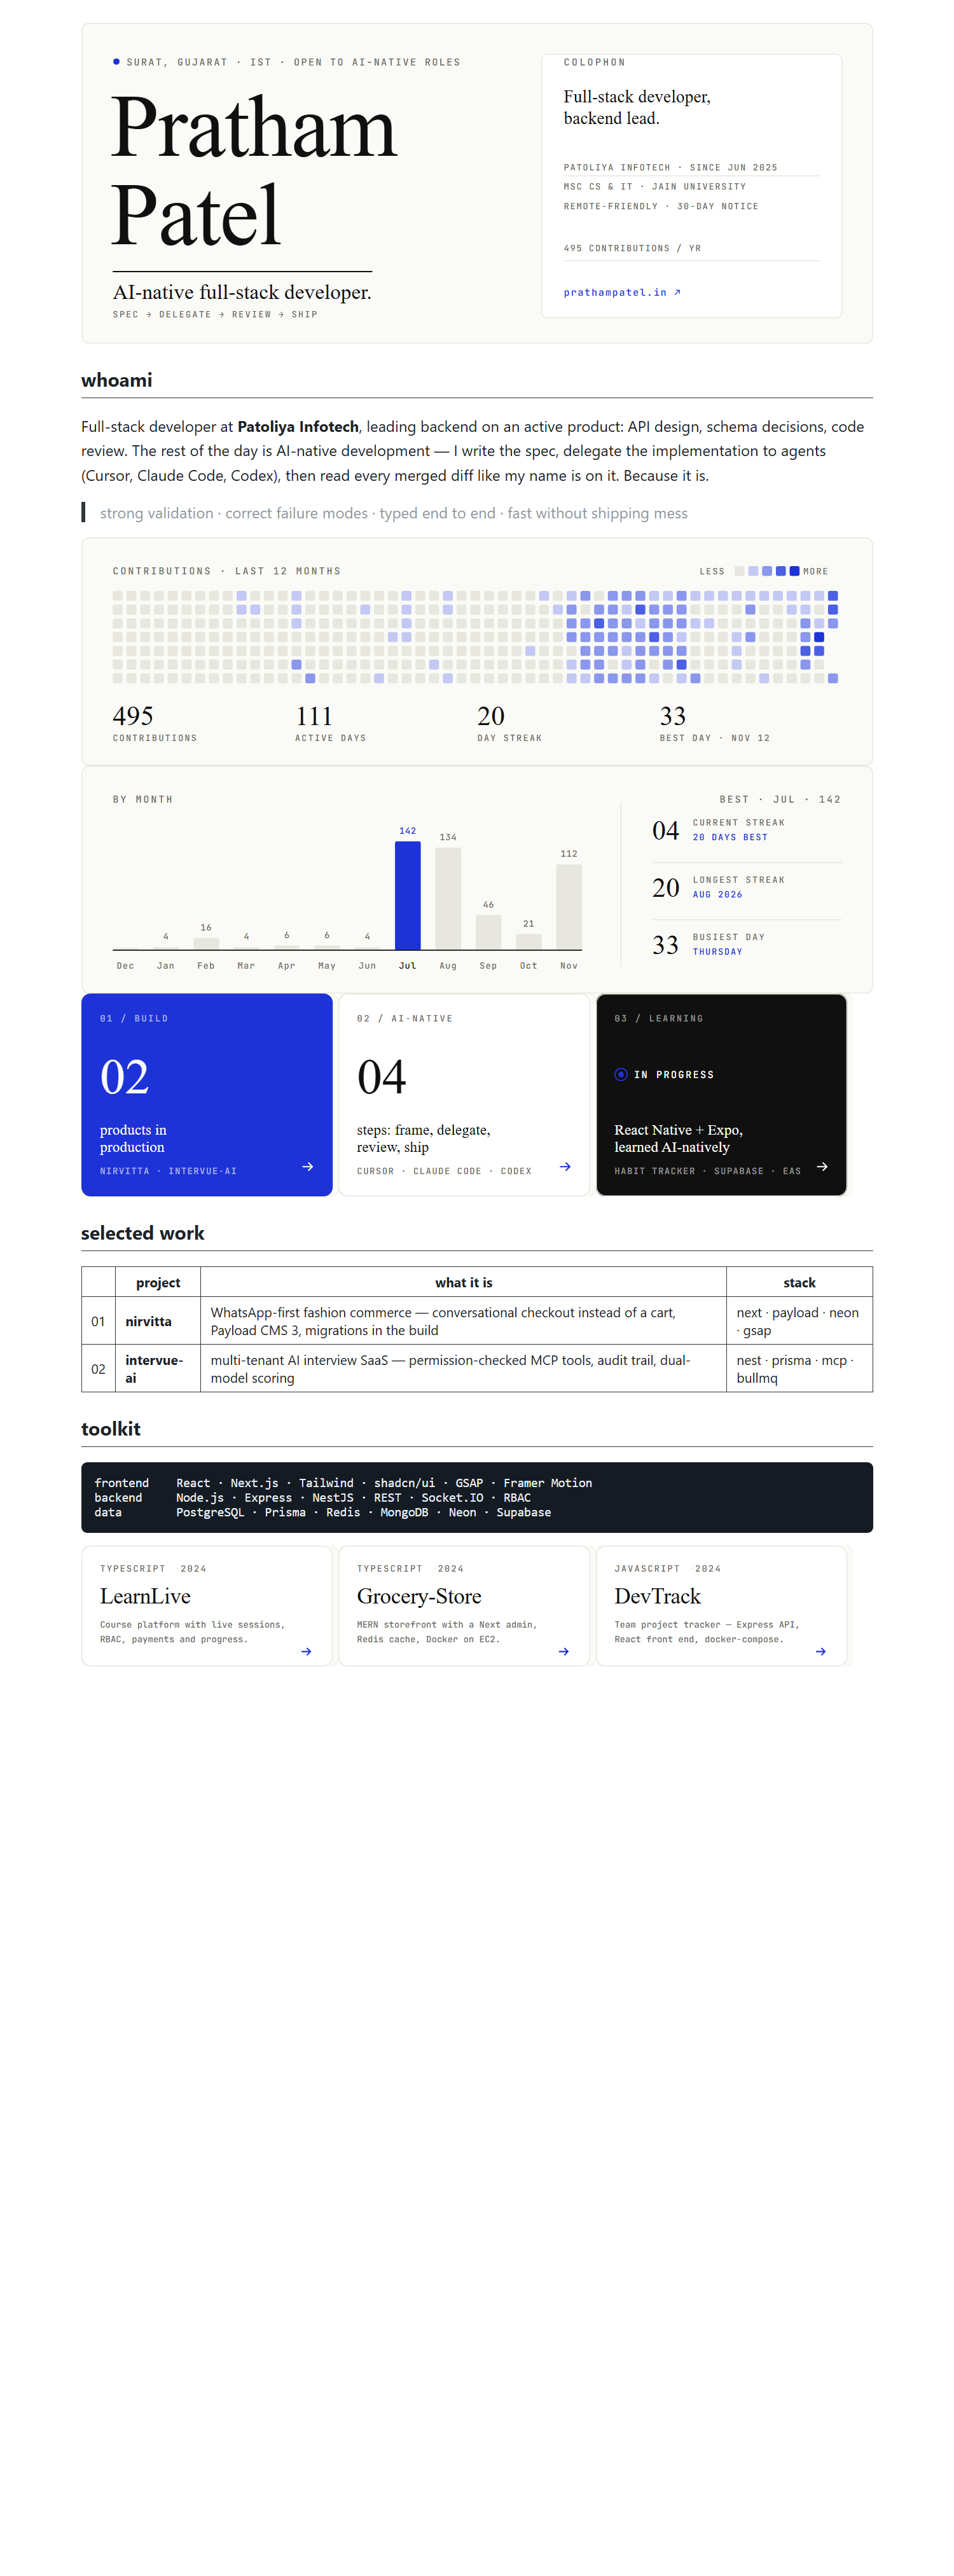 SURAT, GUJARAT · IST · OPEN TO AI-NATIVE ROLES
Pratham
Patel
AI-native full-stack developer.
SPEC → DELEGATE → REVIEW → SHIP
COLOPHON
Full-stack developer,
backend lead.
PATOLIYA INFOTECH · SINCE JUN 2025
MSC CS & IT · JAIN UNIVERSITY
REMOTE-FRIENDLY · 30-DAY NOTICE
495 CONTRIBUTIONS / YR
prathampatel.in ↗
whoami
Full-stack developer at Patoliya Infotech, leading backend on an active product: API design, schema decisions, code
review. The rest of the day is AI-native development — I write the spec, delegate the implementation to agents
(Cursor, Claude Code, Codex), then read every merged diff like my name is on it. Because it is.
strong validation · correct failure modes · typed end to end · fast without shipping mess
CONTRIBUTIONS · LAST 12 MONTHS
LESS MORE
495 111 20 33
CONTRIBUTIONS ACTIVE DAYS DAY STREAK BEST DAY · NOV 12
BY MONTH
BEST · JUL · 142
4 16 4 6 6 4 142 134 46 21 112
Dec Jan Feb Mar Apr May Jun Jul Aug Sep Oct Nov
04 CURRENT STREAK
20 DAYS BEST
20 LONGEST STREAK
AUG 2026
33 BUSIEST DAY
THURSDAY
01 / BUILD
02
products in
production
NIRVITTA · INTERVUE-AI →
02 / AI-NATIVE
04
steps: frame, delegate,
review, ship
CURSOR · CLAUDE CODE · CODEX →
03 / LEARNING
IN PROGRESS
React Native + Expo,
learned AI-natively
HABIT TRACKER · SUPABASE · EAS →
selected work
project what it is stack
01 nirvitta WhatsApp-first fashion commerce — conversational checkout instead of a cart,
Payload CMS 3, migrations in the build
next · payload · neon
· gsap
02 intervue-
ai
multi-tenant AI interview SaaS — permission-checked MCP tools, audit trail, dual-
model scoring
nest · prisma · mcp ·
bullmq
toolkit
frontend React · Next.js · Tailwind · shadcn/ui · GSAP · Framer Motion
backend Node.js · Express · NestJS · REST · Socket.IO · RBAC
data PostgreSQL · Prisma · Redis · MongoDB · Neon · Supabase
TYPESCRIPT · 2024
LearnLive
Course platform with live sessions,
RBAC, payments and progress.
→
TYPESCRIPT · 2024
Grocery-Store
MERN storefront with a Next admin,
Redis cache, Docker on EC2.
→
JAVASCRIPT · 2024
DevTrack
Team project tracker — Express API,
React front end, docker-compose.
→